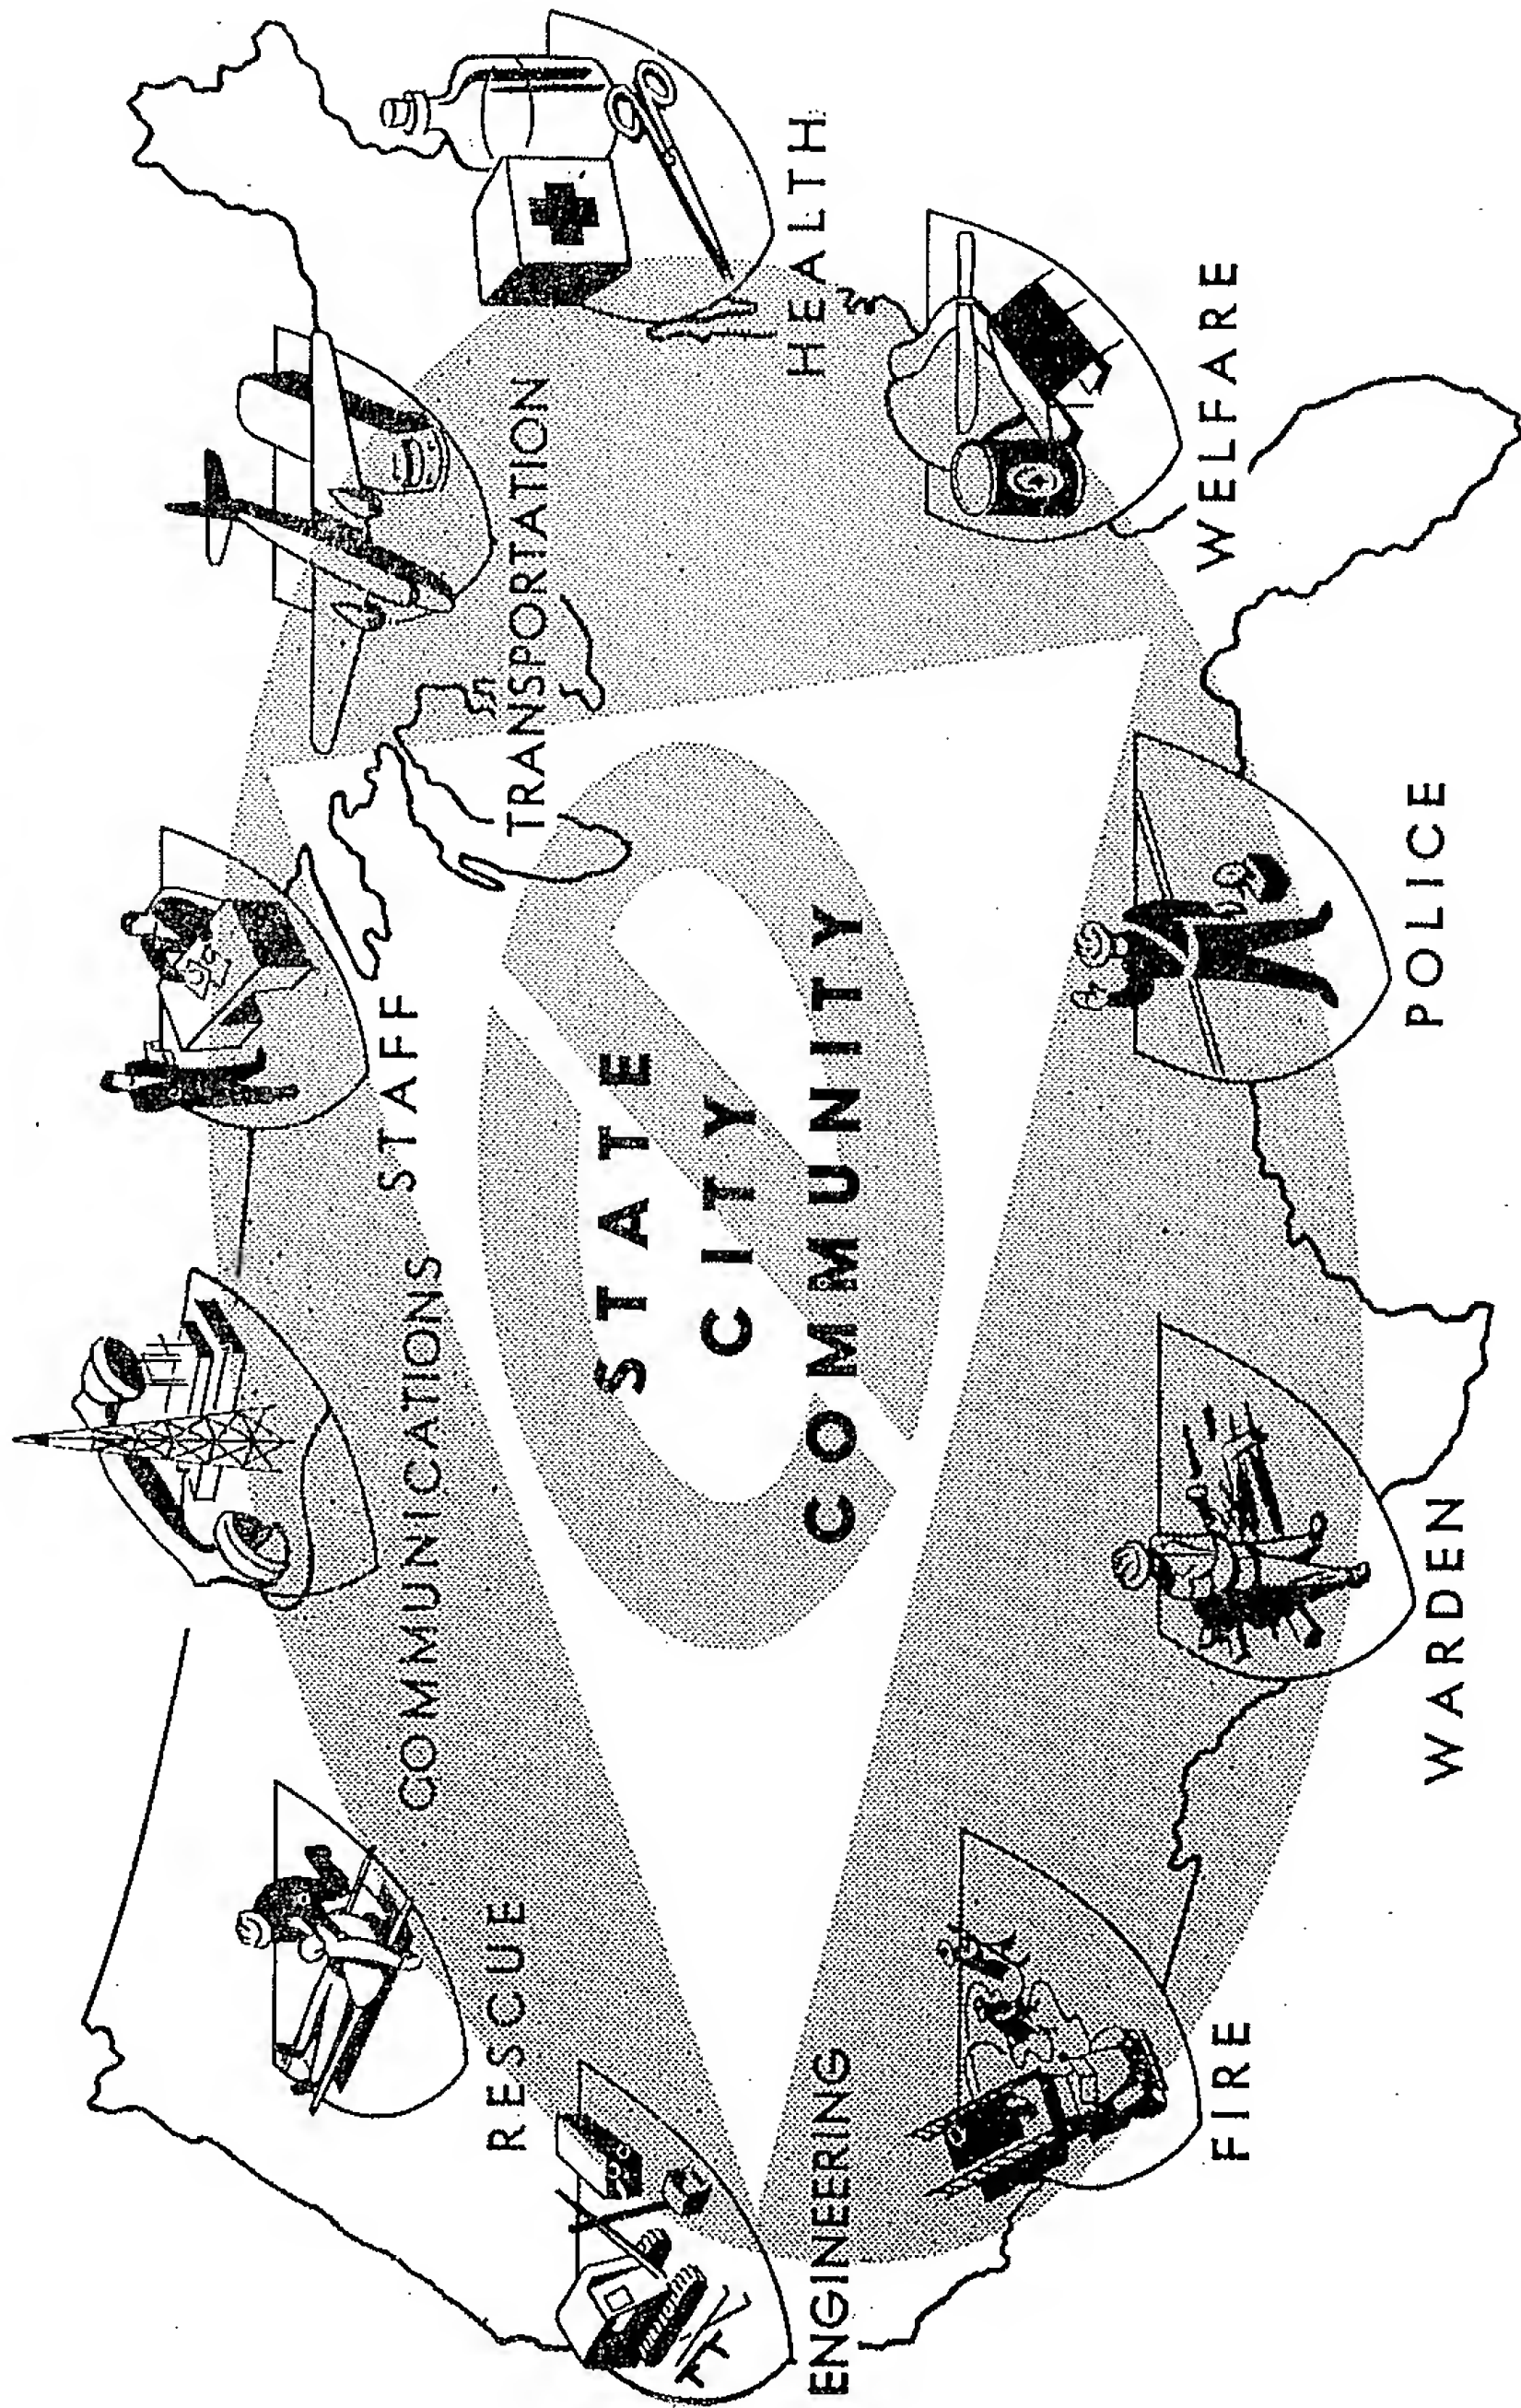 STAFF
COMMUNICATIONS
TRANSPORTATION
RESCUE
HEALTH
ENGINEERING
STATE
CITY
COMMUNITY
WELFARE
FIRE
POLICE
WARDEN